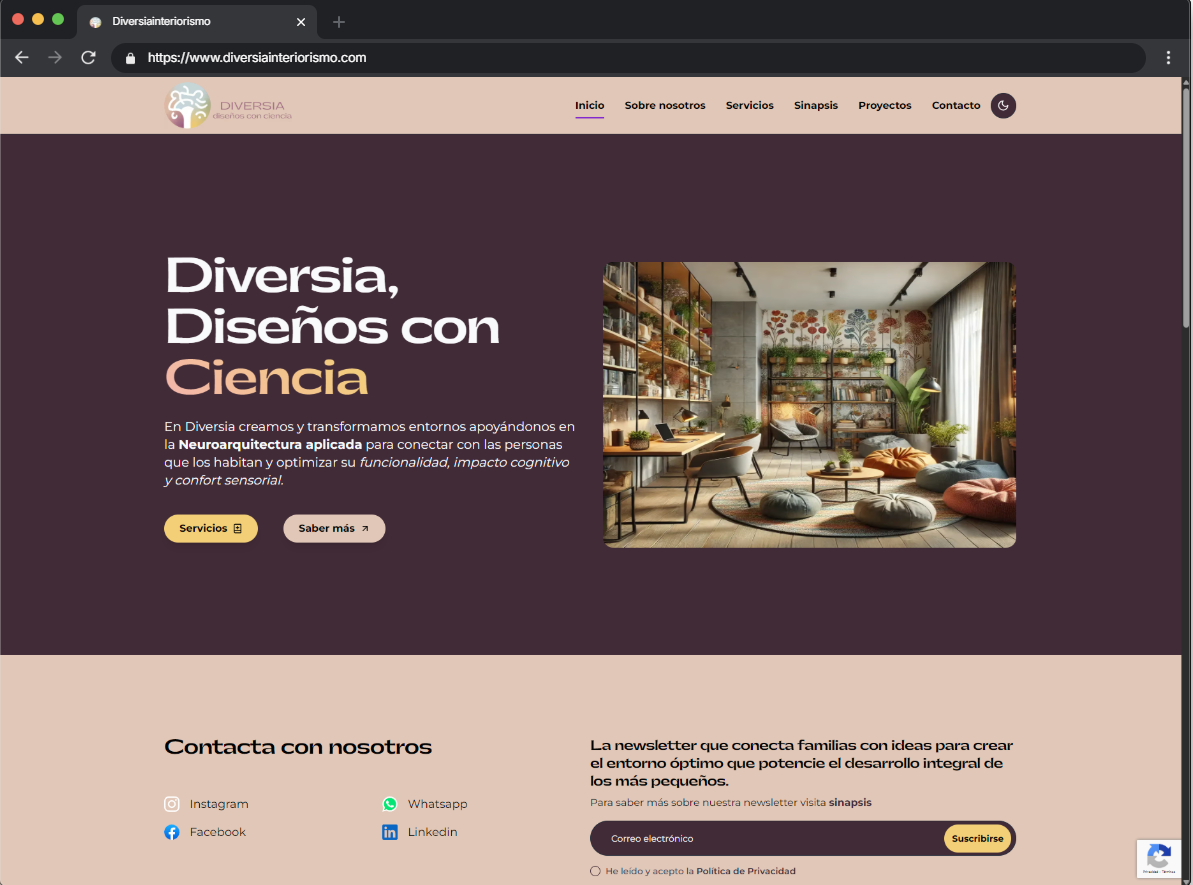 Diversiainteriorismo
https://www.diversiainteriorismo.com
DIVERSIA
diseños con ciencia
Inicio
Sobre nosotros
Servicios
Sinapsis
Proyectos
Contacto
Diversia,
Diseños con
Ciencia
En Diversia creamos y transformamos entornos apoyándonos en
la Neuroarquitectura aplicada para conectar con las personas
que los habitan y optimizar su funcionalidad, impacto cognitivo
y confort sensorial.
Servicios
Saber más
Contacta con nosotros
Instagram
Whatsapp
Facebook
Linkedin
La newsletter que conecta familias con ideas para crear
el entorno óptimo que potencie el desarrollo integral de
los más pequeños.
Para saber más sobre nuestra newsletter visita sinapsis
Correo electrónico
Suscribirse
He leído y acepto la Política de Privacidad
Privacidad - Términos